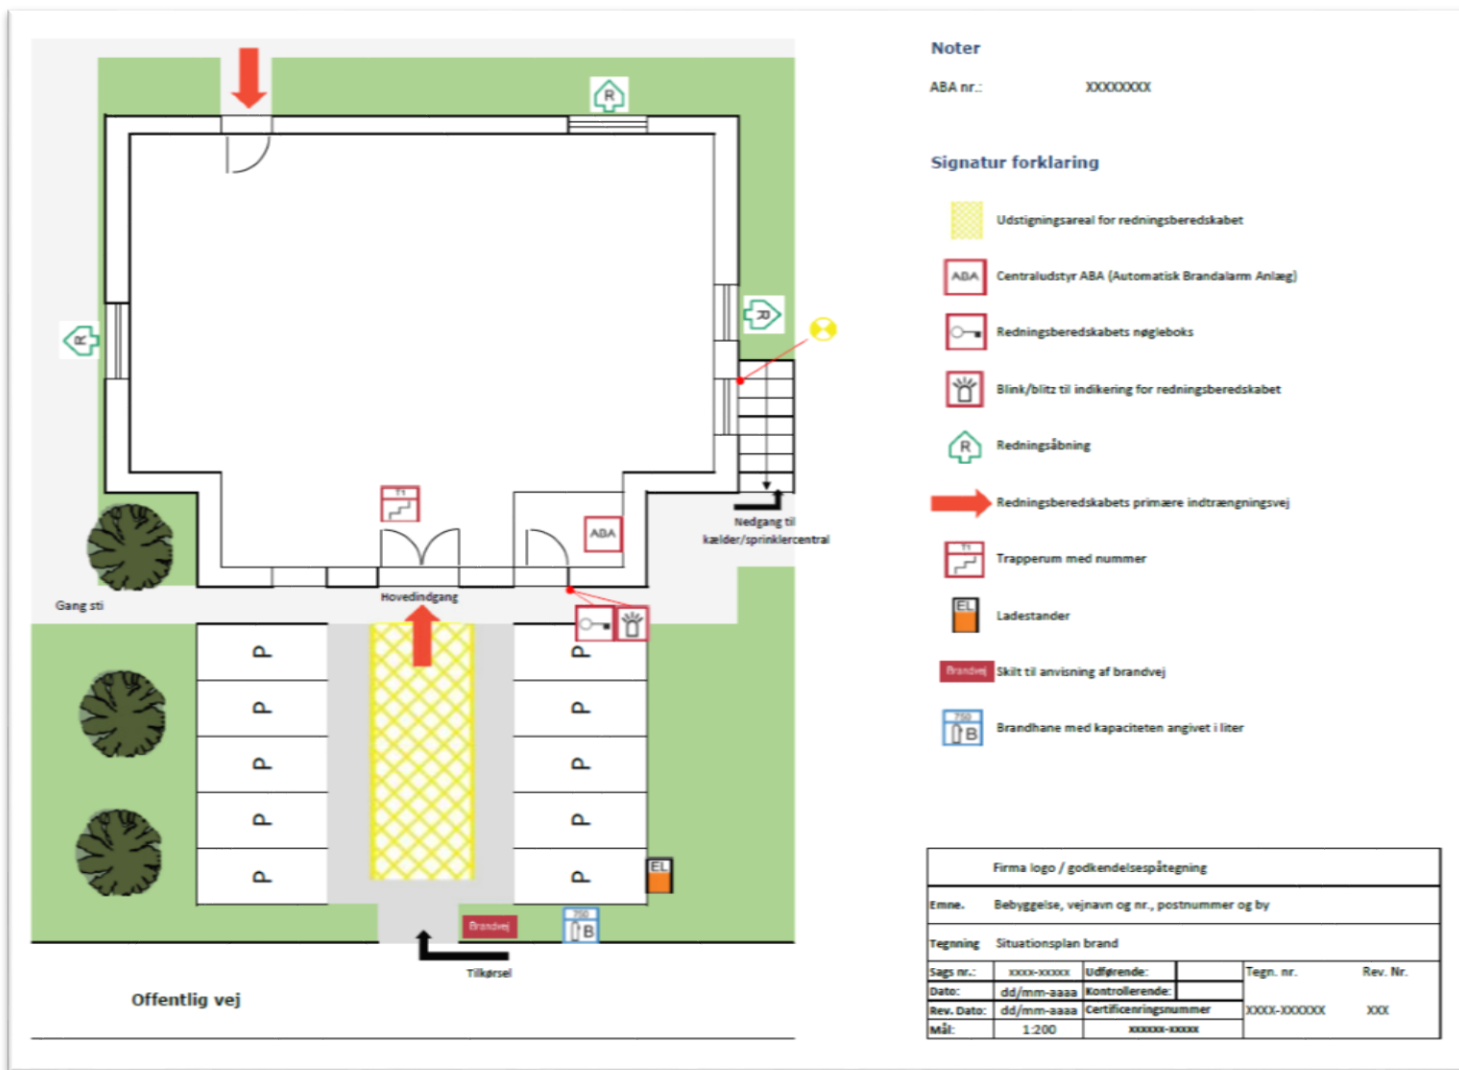 Noter
ABA nr.: XXXXXXXX
Signatur forklaring
Udstigningsareal for redningsberedskabet
ABA Centraludstyr ABA (Automatisk Brandalarm Anlæg)
Redningsberedskabets nøgleboks
Blink/blitz til indikering for redningsberedskabet
R Redningsåbning
Redningsberedskabets primære indtrængningsvej
T1 Trapperum med nummer
EL Ladestander
Brandvej Skilt til anvisning af brandvej
750 B Brandhane med kapaciteten angivet i liter
R
R
R
T1
ABA
Nedgang til
kælder/sprinklercentral
Hovedindgang
Gang sti
P P
P P
P P
P P
P P
EL
Brandvej
750
B
Tilkørsel
Offentlig vej
Firma logo / godkendelsespåtegning
Emne. Bebyggelse, vejnavn og nr., postnummer og by
Tegnning Situationsplan brand
Sags nr.: xxxx-xxxxx Udførende: Tegn. nr. Rev. Nr.
Dato: dd/mm-aaaa Kontrollerende:
Rev. Dato: dd/mm-aaaa Certificenringsnummer XXXX-XXXXXX XXX
Mål: 1:200 xxxxxx-xxxxx